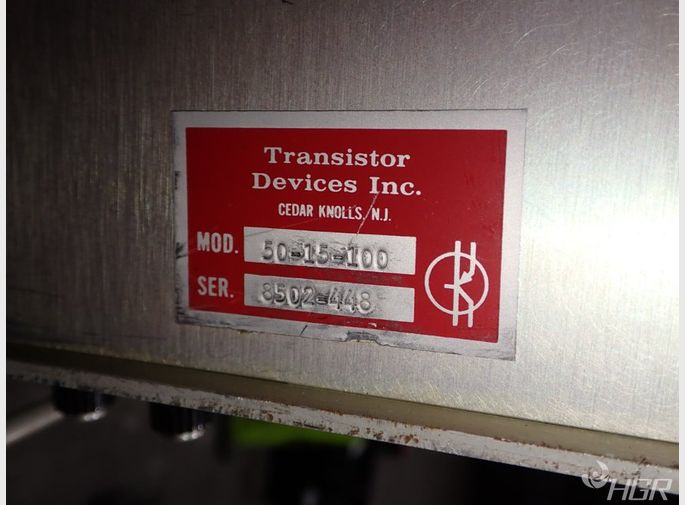 Transistor
Devices Inc.
CEDAR KNOLLS, N.J.
MOD. 50-15-100
SER. 8502-448
HGR